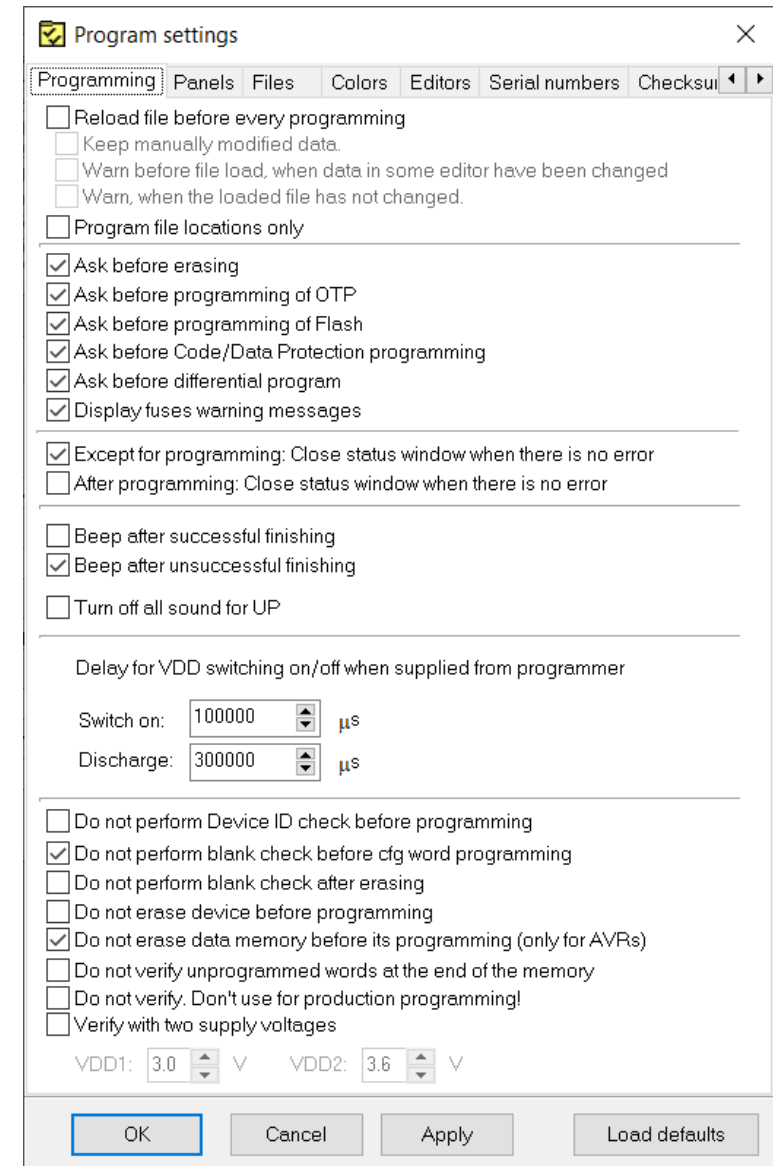 Program settings
Programming Panels Files Colors Editors Serial numbers Checksu
Reload file before every programming
Keep manually modified data.
Warn before file load, when data in some editor have been changed
Warn, when the loaded file has not changed.
Program file locations only
Ask before erasing
Ask before programming of OTP
Ask before programming of Flash
Ask before Code/Data Protection programming
Ask before differential program
Display fuses warning messages
Except for programming: Close status window when there is no error
After programming: Close status window when there is no error
Beep after successful finishing
Beep after unsuccessful finishing
Turn off all sound for UP
Delay for VDD switching on/off when supplied from programmer
Switch on: 100000 µs
Discharge: 300000 µs
Do not perform Device ID check before programming
Do not perform blank check before cfg word programming
Do not perform blank check after erasing
Do not erase device before programming
Do not erase data memory before its programming (only for AVRs)
Do not verify unprogrammed words at the end of the memory
Do not verify. Don't use for production programming!
Verify with two supply voltages
VDD1: 3.0 V VDD2: 3.6 V
OK Cancel Apply Load defaults